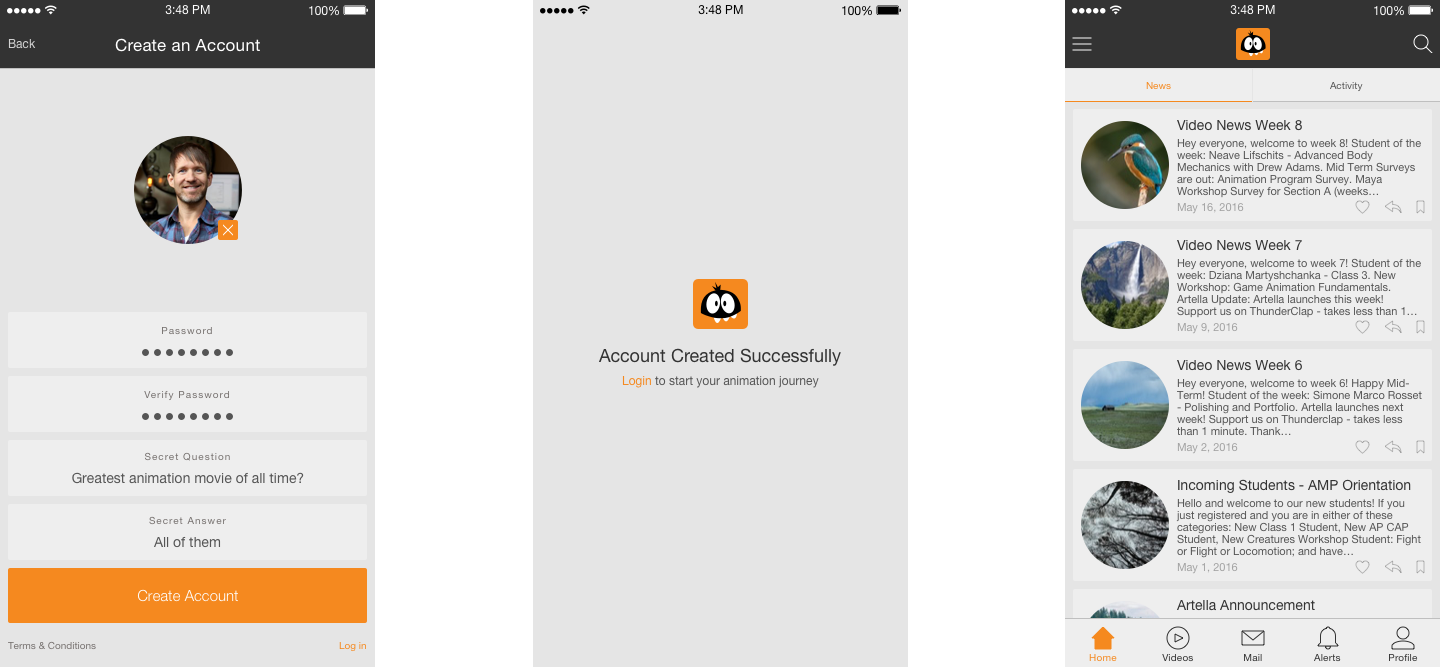 3:48 PM
100%
Back
Create an Account
Password
Verify Password
Secret Question
Greatest animation movie of all time?
Secret Answer
All of them
Create Account
Terms & Conditions
Log in
3:48 PM
100%
Account Created Successfully
Login to start your animation journey
3:48 PM
100%
News
Activity
Video News Week 8
Hey everyone, welcome to week 8! Student of the
week: Neave Lifschits - Advanced Body
Mechanics with Drew Adams. Mid Term Surveys
are out: Animation Program Survey. Maya
Workshop Survey for Section A (weeks…
May 16, 2016
Video News Week 7
Hey everyone, welcome to week 7! Student of the
week: Dziana Martyshchanka - Class 3. New
Workshop: Game Animation Fundamentals.
Artella Update: Artella launches this week!
Support us on ThunderClap - takes less than 1…
May 9, 2016
Video News Week 6
Hey everyone, welcome to week 6! Happy Mid-
Term! Student of the week: Simone Marco Rosset
- Polishing and Portfolio. Artella launches next
week! Support us on Thunderclap - takes less
than 1 minute. Thank…
May 2, 2016
Incoming Students - AMP Orientation
Hello and welcome to our new students! If you
just registered and you are in either of these
categories: New Class 1 Student, New AP CAP
Student, New Creatures Workshop Student: Fight
or Flight or Locomotion; and have…
May 1, 2016
Artella Announcement
Home
Videos
Mail
Alerts
Profile